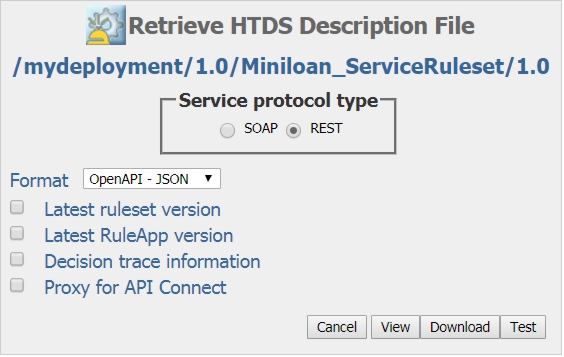 Retrieve HTDS Description File
/mydeployment/1.0/Miniloan_ServiceRuleset/1.0
Service protocol type
SOAP REST
Format OpenAPI - JSON
Latest ruleset version
Latest RuleApp version
Decision trace information
Proxy for API Connect
Cancel View Download Test